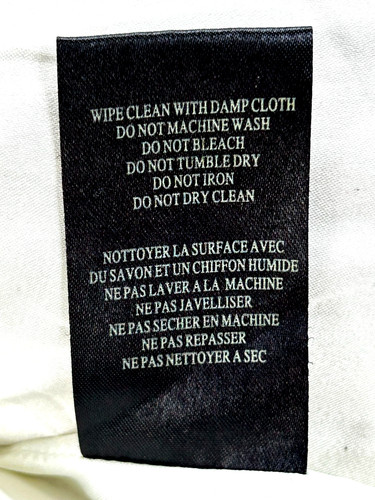 WIPE CLEAN WITH DAMP CLOTH
DO NOT MACHINE WASH
DO NOT BLEACH
DO NOT TUMBLE DRY
DO NOT IRON
DO NOT DRY CLEAN
NOTTOYER LA SURFACE AVEC
DU SAVON ET UN CHIFFON HUMIDE
NE PAS LAVER A LA MACHINE
NE PAS JAVELLISER
NE PAS SECHER EN MACHINE
NE PAS REPASSER
NE PAS NETTOYER A SEC